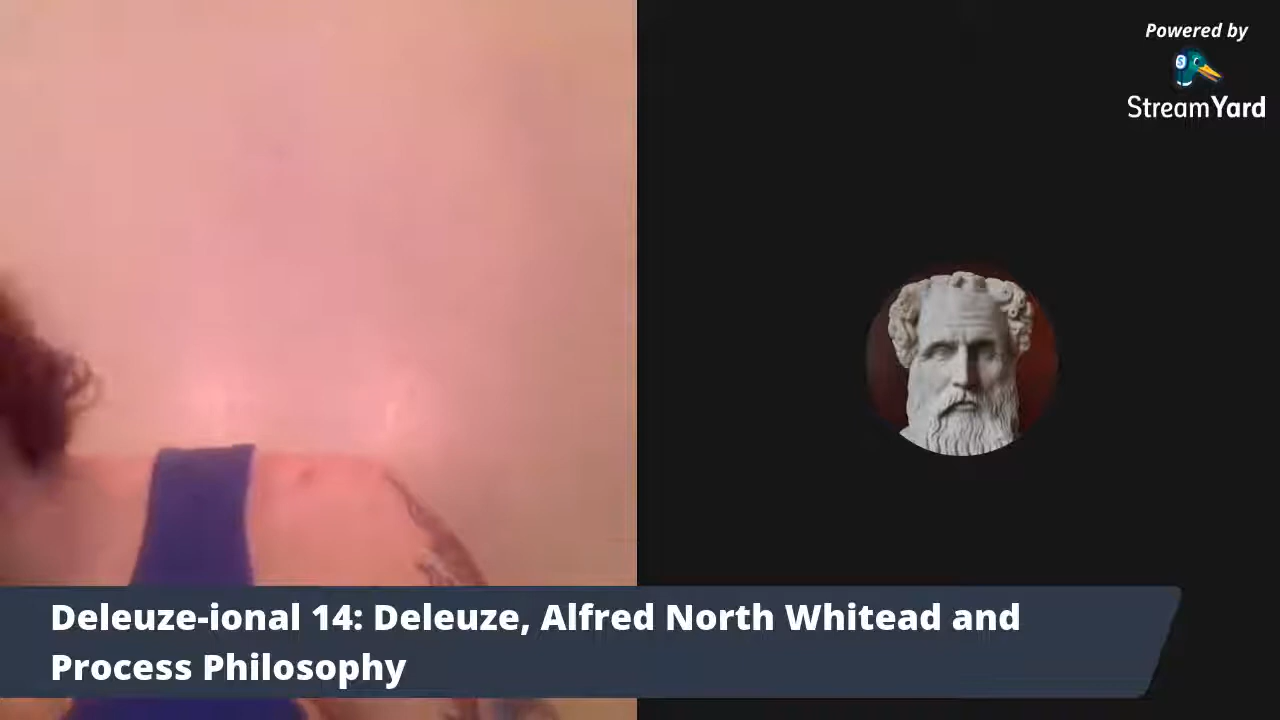 Powered by
StreamYard
Deleuze-ional 14: Deleuze, Alfred North Whitead and
Process Philosophy